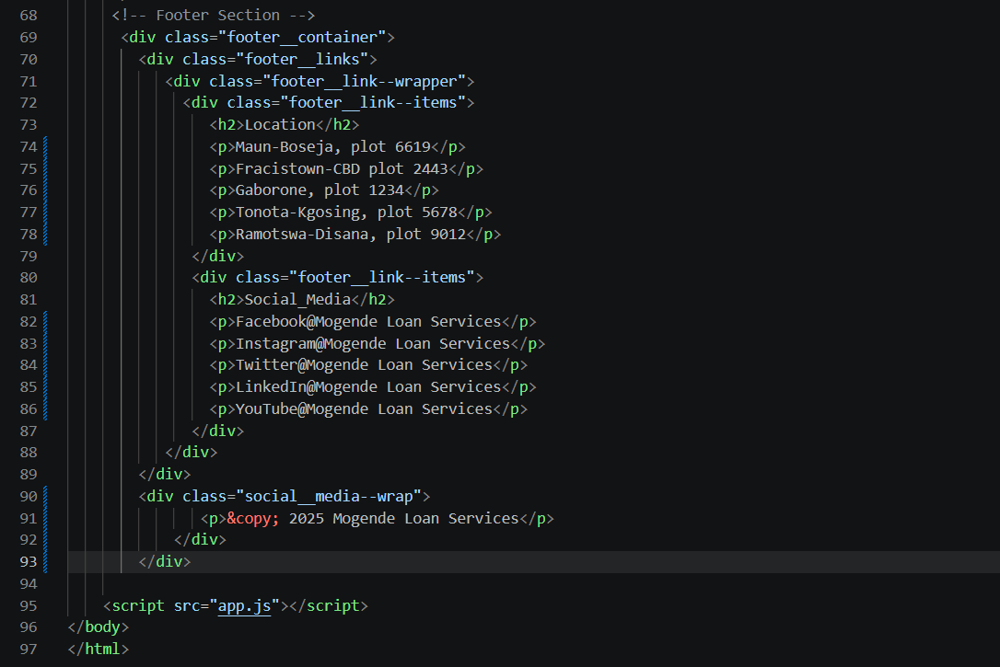 68 <!-- Footer Section -->
69 <div class="footer__container">
70 <div class="footer__links">
71 <div class="footer__link--wrapper">
72 <div class="footer__link--items">
73 <h2>Location</h2>
74 <p>Maun-Boseja, plot 6619</p>
75 <p>Fracistown-CBD plot 2443</p>
76 <p>Gaborone, plot 1234</p>
77 <p>Tonota-Kgosing, plot 5678</p>
78 <p>Ramotswa-Disana, plot 9012</p>
79 </div>
80 <div class="footer__link--items">
81 <h2>Social_Media</h2>
82 <p>Facebook@Mogende Loan Services</p>
83 <p>Instagram@Mogende Loan Services</p>
84 <p>Twitter@Mogende Loan Services</p>
85 <p>LinkedIn@Mogende Loan Services</p>
86 <p>YouTube@Mogende Loan Services</p>
87 </div>
88 </div>
89 </div>
90 <div class="social__media--wrap">
91 <p>&copy; 2025 Mogende Loan Services</p>
92 </div>
93 </div>
94
95 <script src="app.js"></script>
96 </body>
97 </html>